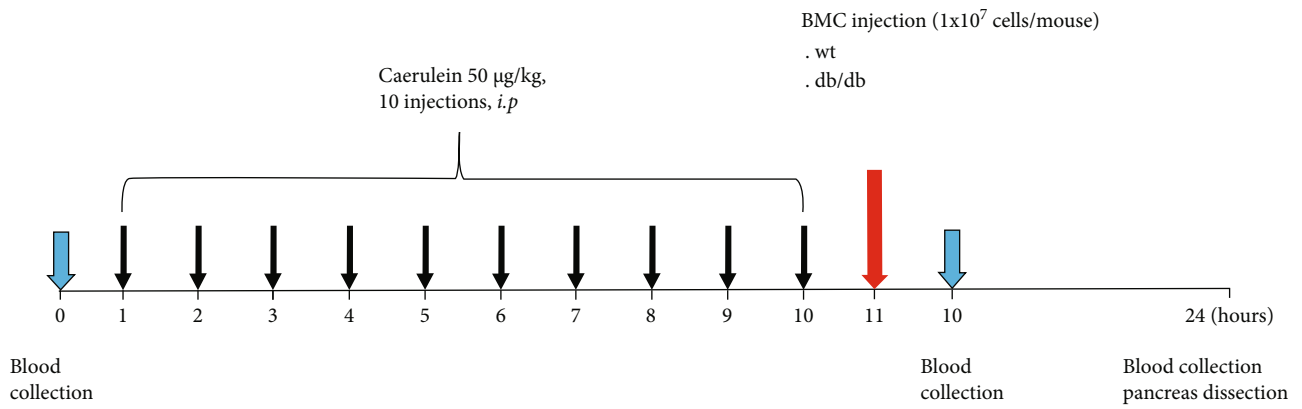 BMC injection (1x10⁷ cells/mouse)
. wt
. db/db
Caerulein 50 µg/kg,
10 injections, i.p
0 1 2 3 4 5 6 7 8 9 10 11 10 24 (hours)
Blood
collection
Blood
collection
Blood collection
pancreas dissection